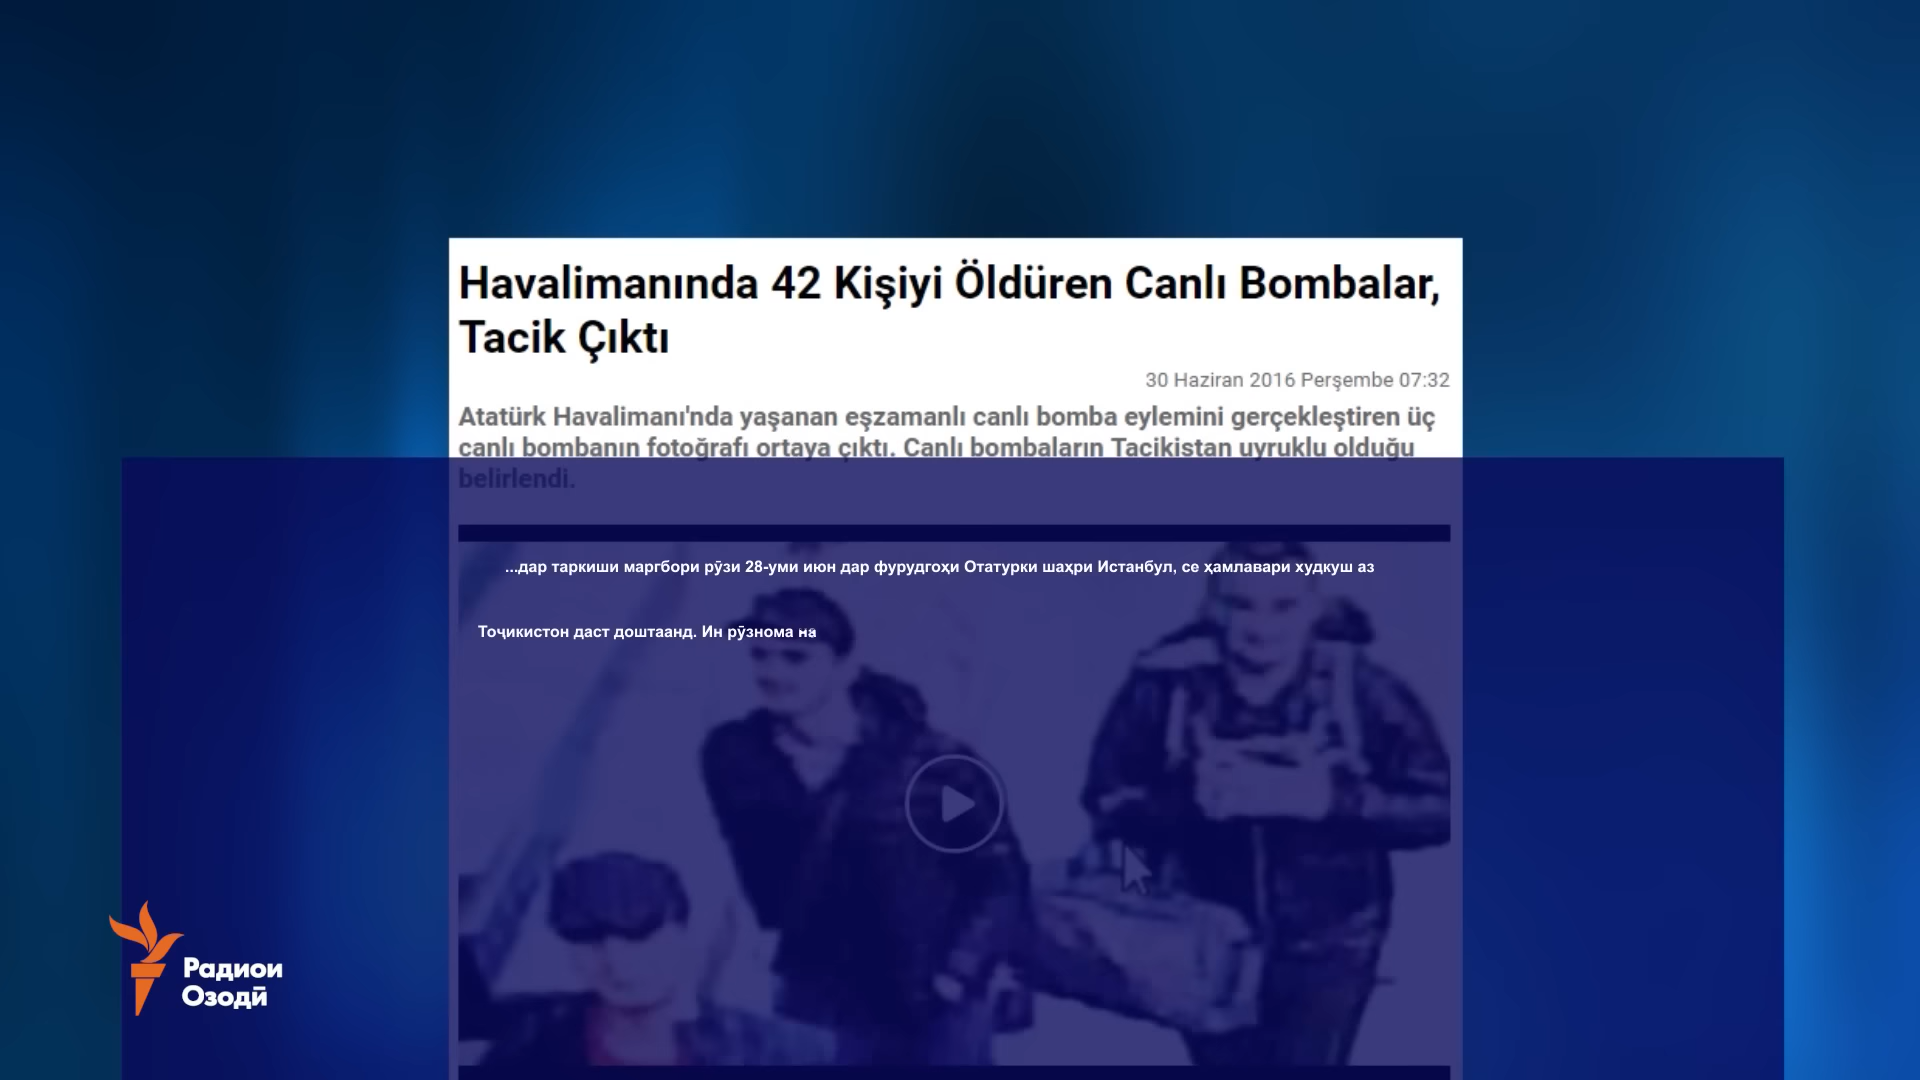 Havalimanında 42 Kişiyi Öldüren Canlı Bombalar,
Tacik Çıktı
30 Haziran 2016 Perşembe 07:32
Atatürk Havalimanı'nda yaşanan eşzamanlı canlı bomba eylemini gerçekleştiren üç
canlı bombanın fotoğrafı ortaya çıktı. Canlı bombaların Tacikistan uyruklu olduğu
belirlendi.
...дар таркиши маргбори рӯзи 28-уми июн дар фурудгоҳи Отатурки шаҳри Истанбул, се ҳамлавари худкуш аз
Тоҷикистон даст доштаанд. Ин рӯзнома
Радиои
Озодӣ